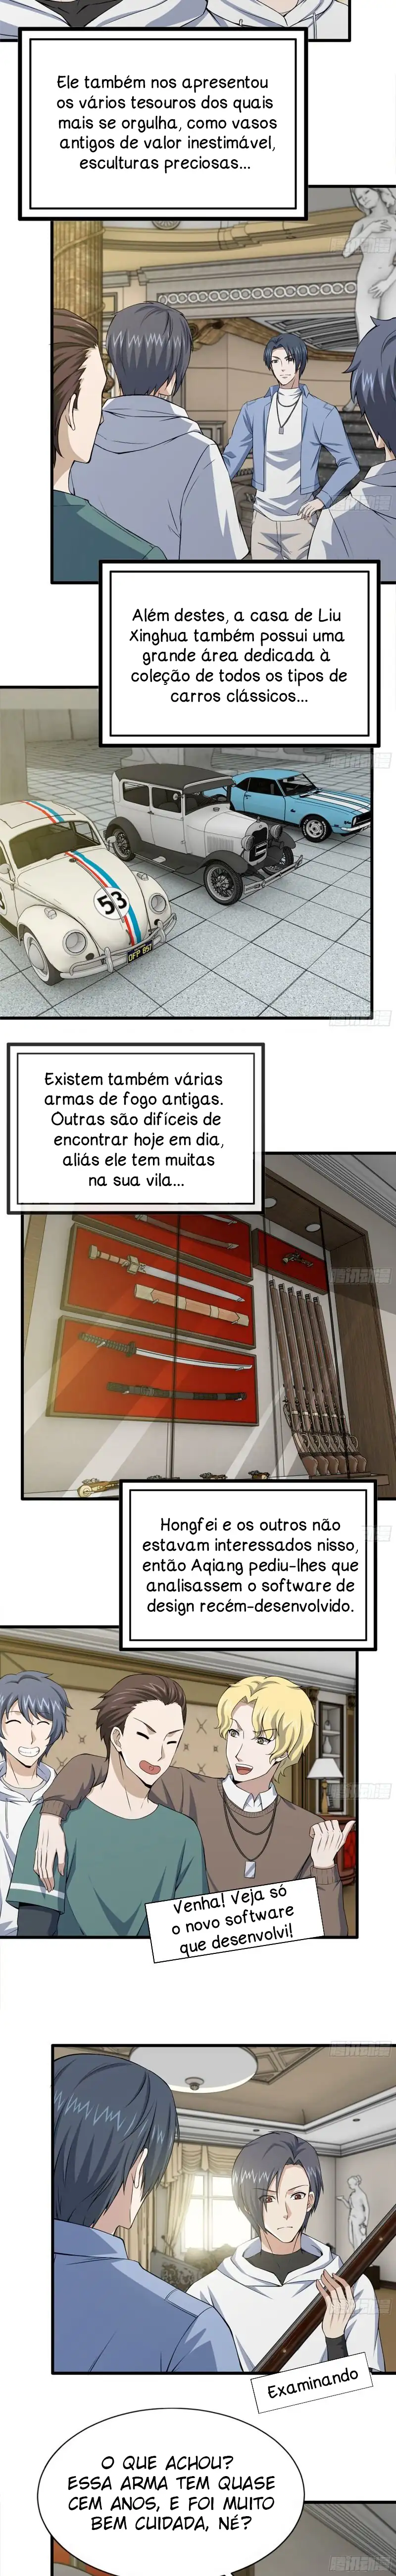 Ele também nos apresentou
os vários tesouros dos quais
mais se orgulha, como vasos
antigos de valor inestimável,
esculturas preciosas...
Além destes, a casa de Liu
Xinghua também possui uma
grande área dedicada à
coleção de todos os tipos de
carros clássicos...
53
OFP 857
Existem também várias
armas de fogo antigas.
Outras são difíceis de
encontrar hoje em dia,
aliás ele tem muitas
na sua vila...
Hongfei e os outros não
estavam interessados nisso,
então Aqiang pediu-lhes que
analisassem o software de
design recém-desenvolvido.
Venha! Veja só
o novo software
que desenvolvi!
Examinando
O QUE ACHOU?
ESSA ARMA TEM QUASE
CEM ANOS, E FOI MUITO
BEM CUIDADA, NÉ?